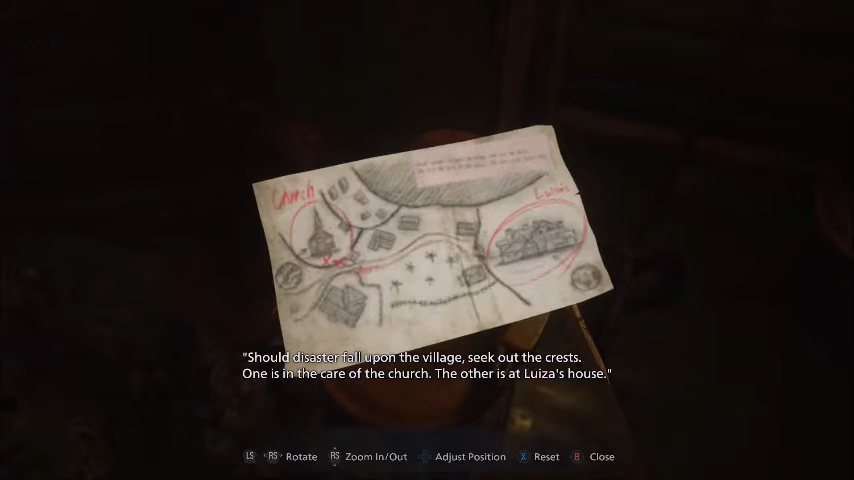 Church
"Should disaster fall upon the village, seek out the crests.
One is in the care of the church. The other is at Luiza's house."
LS RS Rotate RS Zoom In/Out Adjust Position X Reset B Close